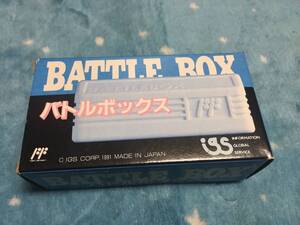 BATTLE BOX
バトルボックス
igs
INFORMATION
GLOBAL
SERVICE
© IGS CORP. 1991 MADE IN JAPAN